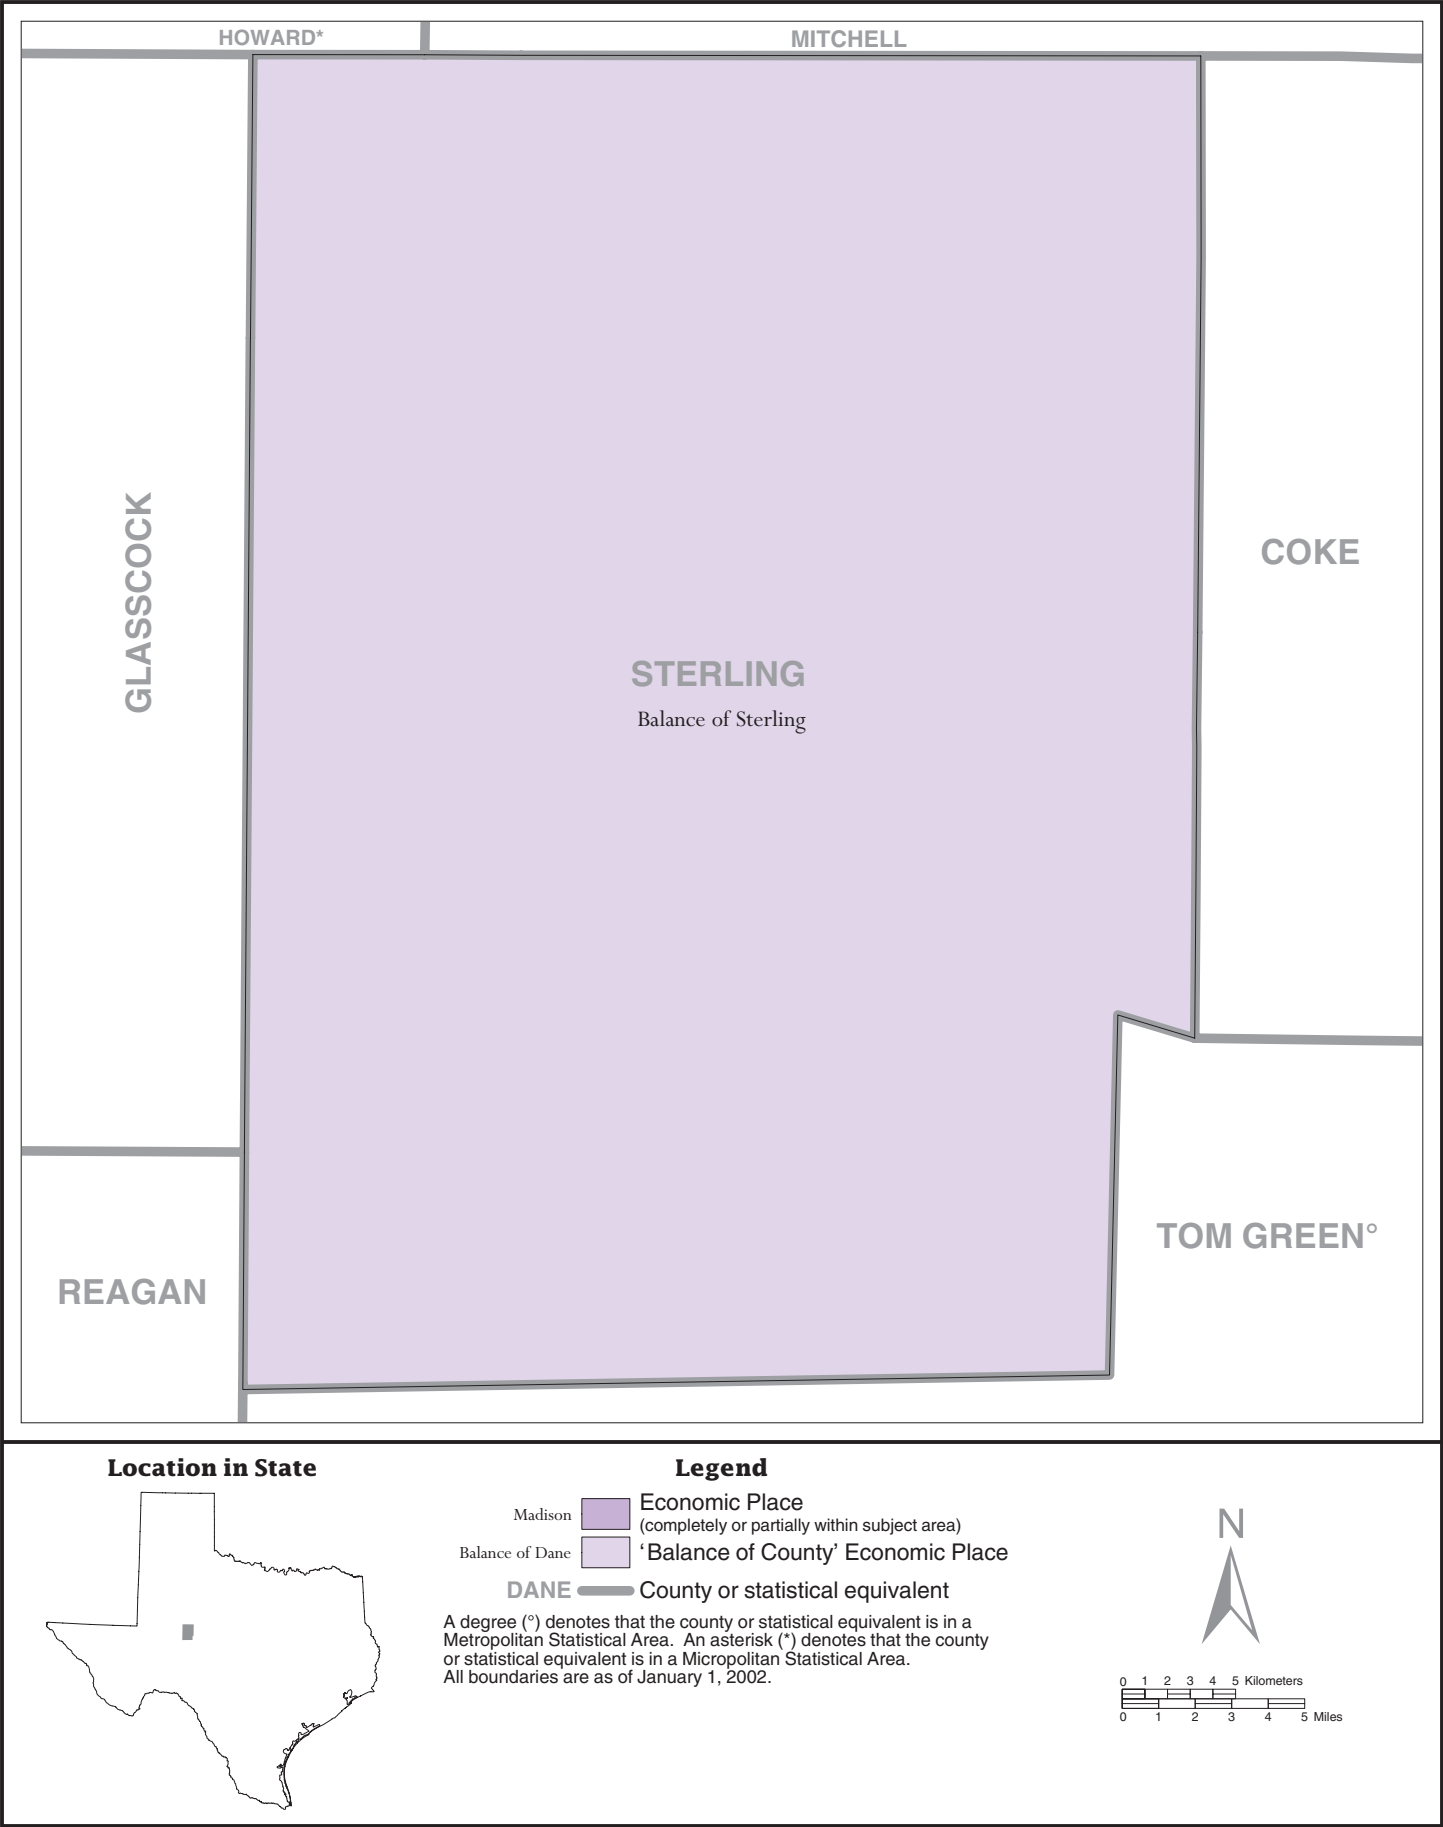 HOWARD*
MITCHELL
GLASSCOCK
COKE
STERLING
Balance of Sterling
TOM GREEN°
REAGAN
Location in State
Legend
Madison
Economic Place
(completely or partially within subject area)
Balance of Dane
‘Balance of County’ Economic Place
DANE
County or statistical equivalent
A degree (°) denotes that the county or statistical equivalent is in a
Metropolitan Statistical Area. An asterisk (*) denotes that the county
or statistical equivalent is in a Micropolitan Statistical Area.
All boundaries are as of January 1, 2002.
N
0 1 2 3 4 5 Kilometers
0 1 2 3 4 5 Miles